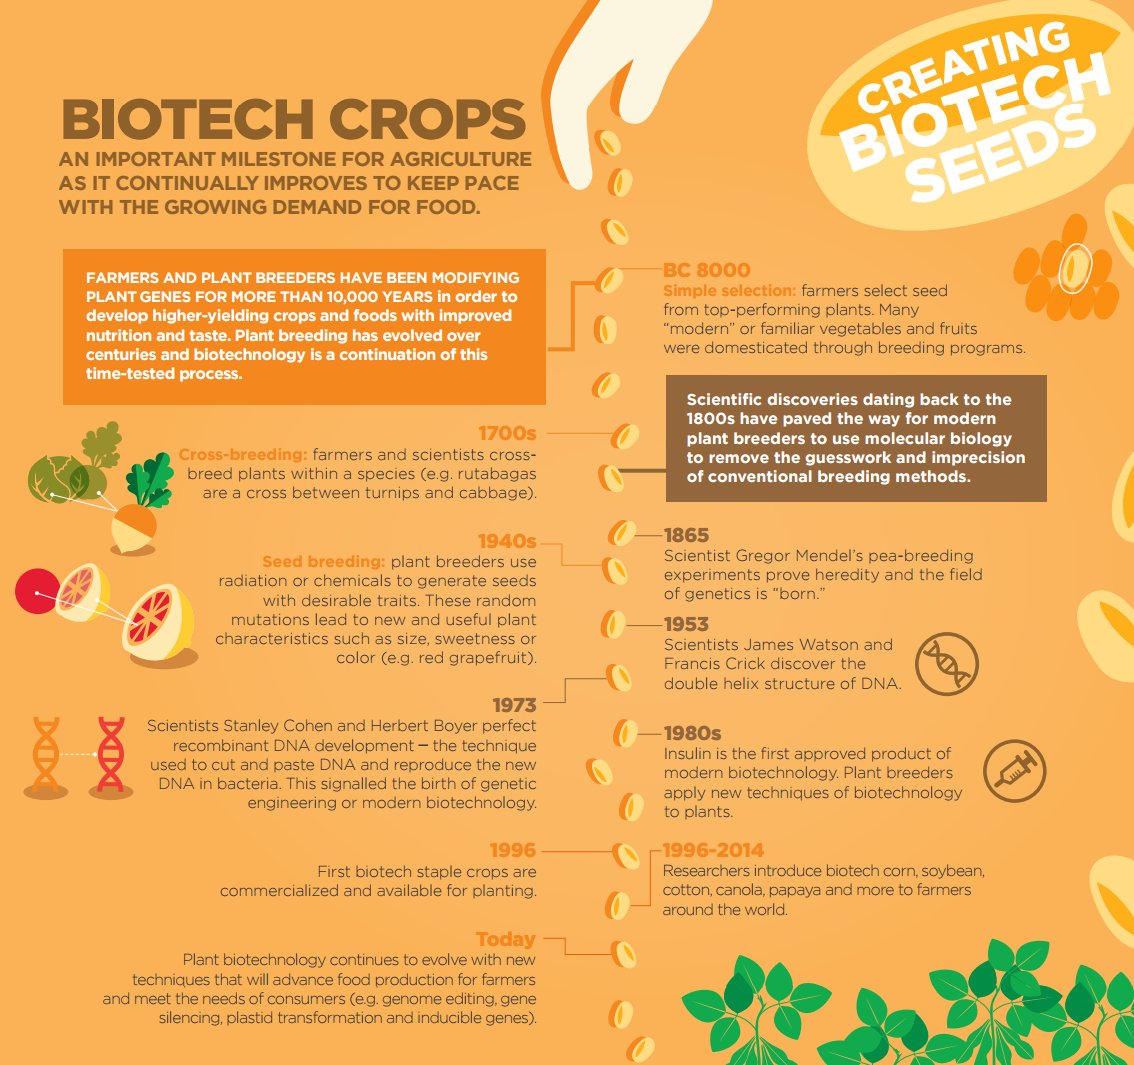 CREATING
BIOTECH
SEEDS
BIOTECH CROPS
AN IMPORTANT MILESTONE FOR AGRICULTURE
AS IT CONTINUALLY IMPROVES TO KEEP PACE
WITH THE GROWING DEMAND FOR FOOD.
FARMERS AND PLANT BREEDERS HAVE BEEN MODIFYING
PLANT GENES FOR MORE THAN 10,000 YEARS in order to
develop higher-yielding crops and foods with improved
nutrition and taste. Plant breeding has evolved over
centuries and biotechnology is a continuation of this
time-tested process.
BC 8000
Simple selection: farmers select seed
from top-performing plants. Many
“modern” or familiar vegetables and fruits
were domesticated through breeding programs.
1700s
Cross-breeding: farmers and scientists cross-
breed plants within a species (e.g. rutabagas
are a cross between turnips and cabbage).
Scientific discoveries dating back to the
1800s have paved the way for modern
plant breeders to use molecular biology
to remove the guesswork and imprecision
of conventional breeding methods.
1865
Scientist Gregor Mendel’s pea-breeding
experiments prove heredity and the field
of genetics is “born.”
1940s
Seed breeding: plant breeders use
radiation or chemicals to generate seeds
with desirable traits. These random
mutations lead to new and useful plant
characteristics such as size, sweetness or
color (e.g. red grapefruit).
1953
Scientists James Watson and
Francis Crick discover the
double helix structure of DNA.
1973
Scientists Stanley Cohen and Herbert Boyer perfect
recombinant DNA development – the technique
used to cut and paste DNA and reproduce the new
DNA in bacteria. This signalled the birth of genetic
engineering or modern biotechnology.
1980s
Insulin is the first approved product of
modern biotechnology. Plant breeders
apply new techniques of biotechnology
to plants.
1996
First biotech staple crops are
commercialized and available for planting.
1996-2014
Researchers introduce biotech corn, soybean,
cotton, canola, papaya and more to farmers
around the world.
Today
Plant biotechnology continues to evolve with new
techniques that will advance food production for farmers
and meet the needs of consumers (e.g. genome editing, gene
silencing, plastid transformation and inducible genes).